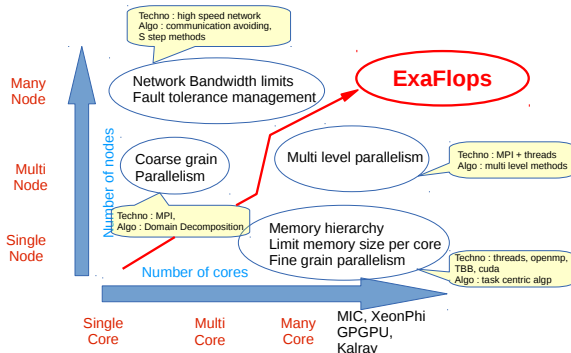 Techno : high speed network
Algo : communication avoiding,
S step methods
Many
Node
Network Bandwidth limits
Fault tolerance management
ExaFlops
Multi
Node
Number of nodes
Coarse grain
Parallelism
Multi level parallelism
Techno : MPI + threads
Algo : multi level methods
Techno : MPI,
Algo : Domain Decomposition
Single
Node
Memory hierarchy
Limit memory size per core
Fine grain parallelism
Techno : threads, openmp,
TBB, cuda
Algo : task centric algp
Number of cores
Single
Core
Multi
Core
Many
Core
MIC, XeonPhi
GPGPU,
Kalray